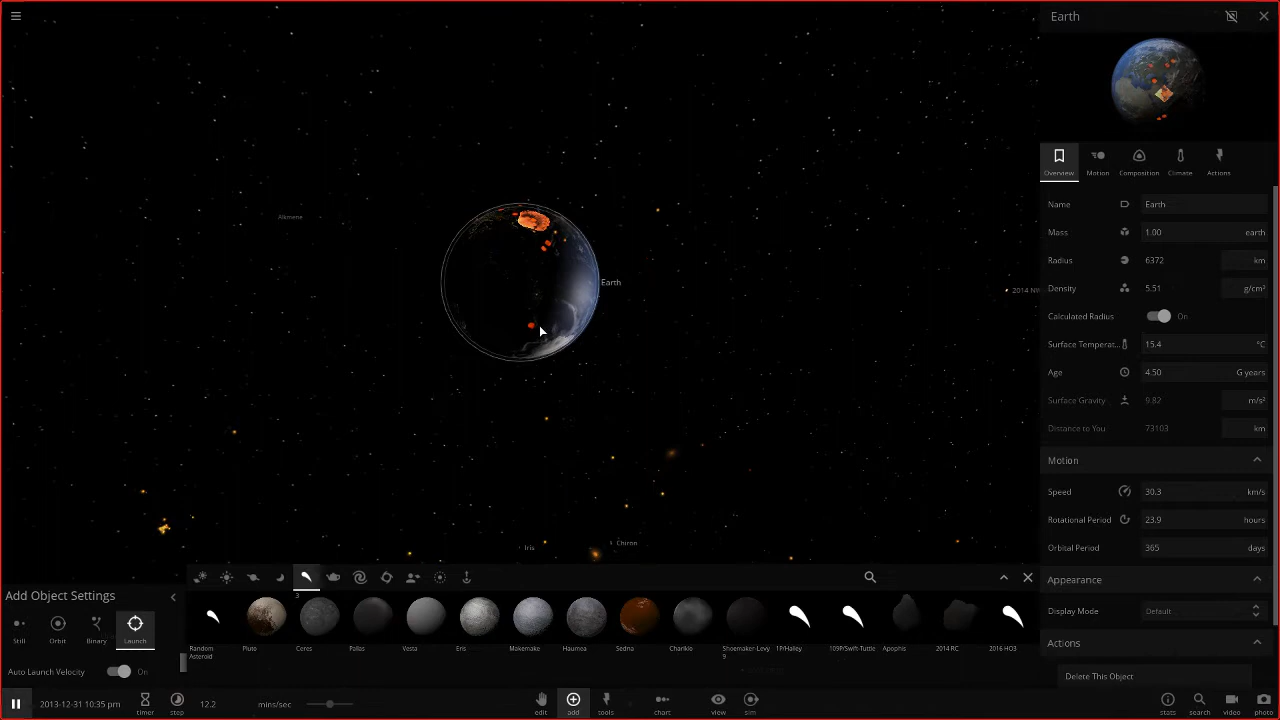 Earth
Alkmene
Earth
2014 N
Iris
Chiron
Overview
Motion
Composition
Climate
Actions
Name
Earth
Mass
1.00
earth
Radius
6372
km
Density
5.51
g/cm³
Calculated Radius
On
Surface Temperat...
15.4
°C
Age
4.50
G years
Surface Gravity
9.82
m/s²
Distance to You
73103
km
Motion
Speed
30.3
km/s
Rotational Period
23.9
hours
Orbital Period
365
days
Appearance
Display Mode
Default
Actions
Delete This Object
Add Object Settings
Still
Orbit
Binary
Launch
Auto Launch Velocity
On
3
Random Asteroid
Pluto
Ceres
Pallas
Vesta
Eris
Makemake
Haumea
Sedna
Chariklo
Shoemaker-Levy 9
1P/Halley
109P/Swift-Tuttle
Apophis
2014 RC
2016 HO3
2013-12-31 10:35 pm
timer
step
12.2
mins/sec
edit
add
tools
chart
view
sim
stats
search
video
photo